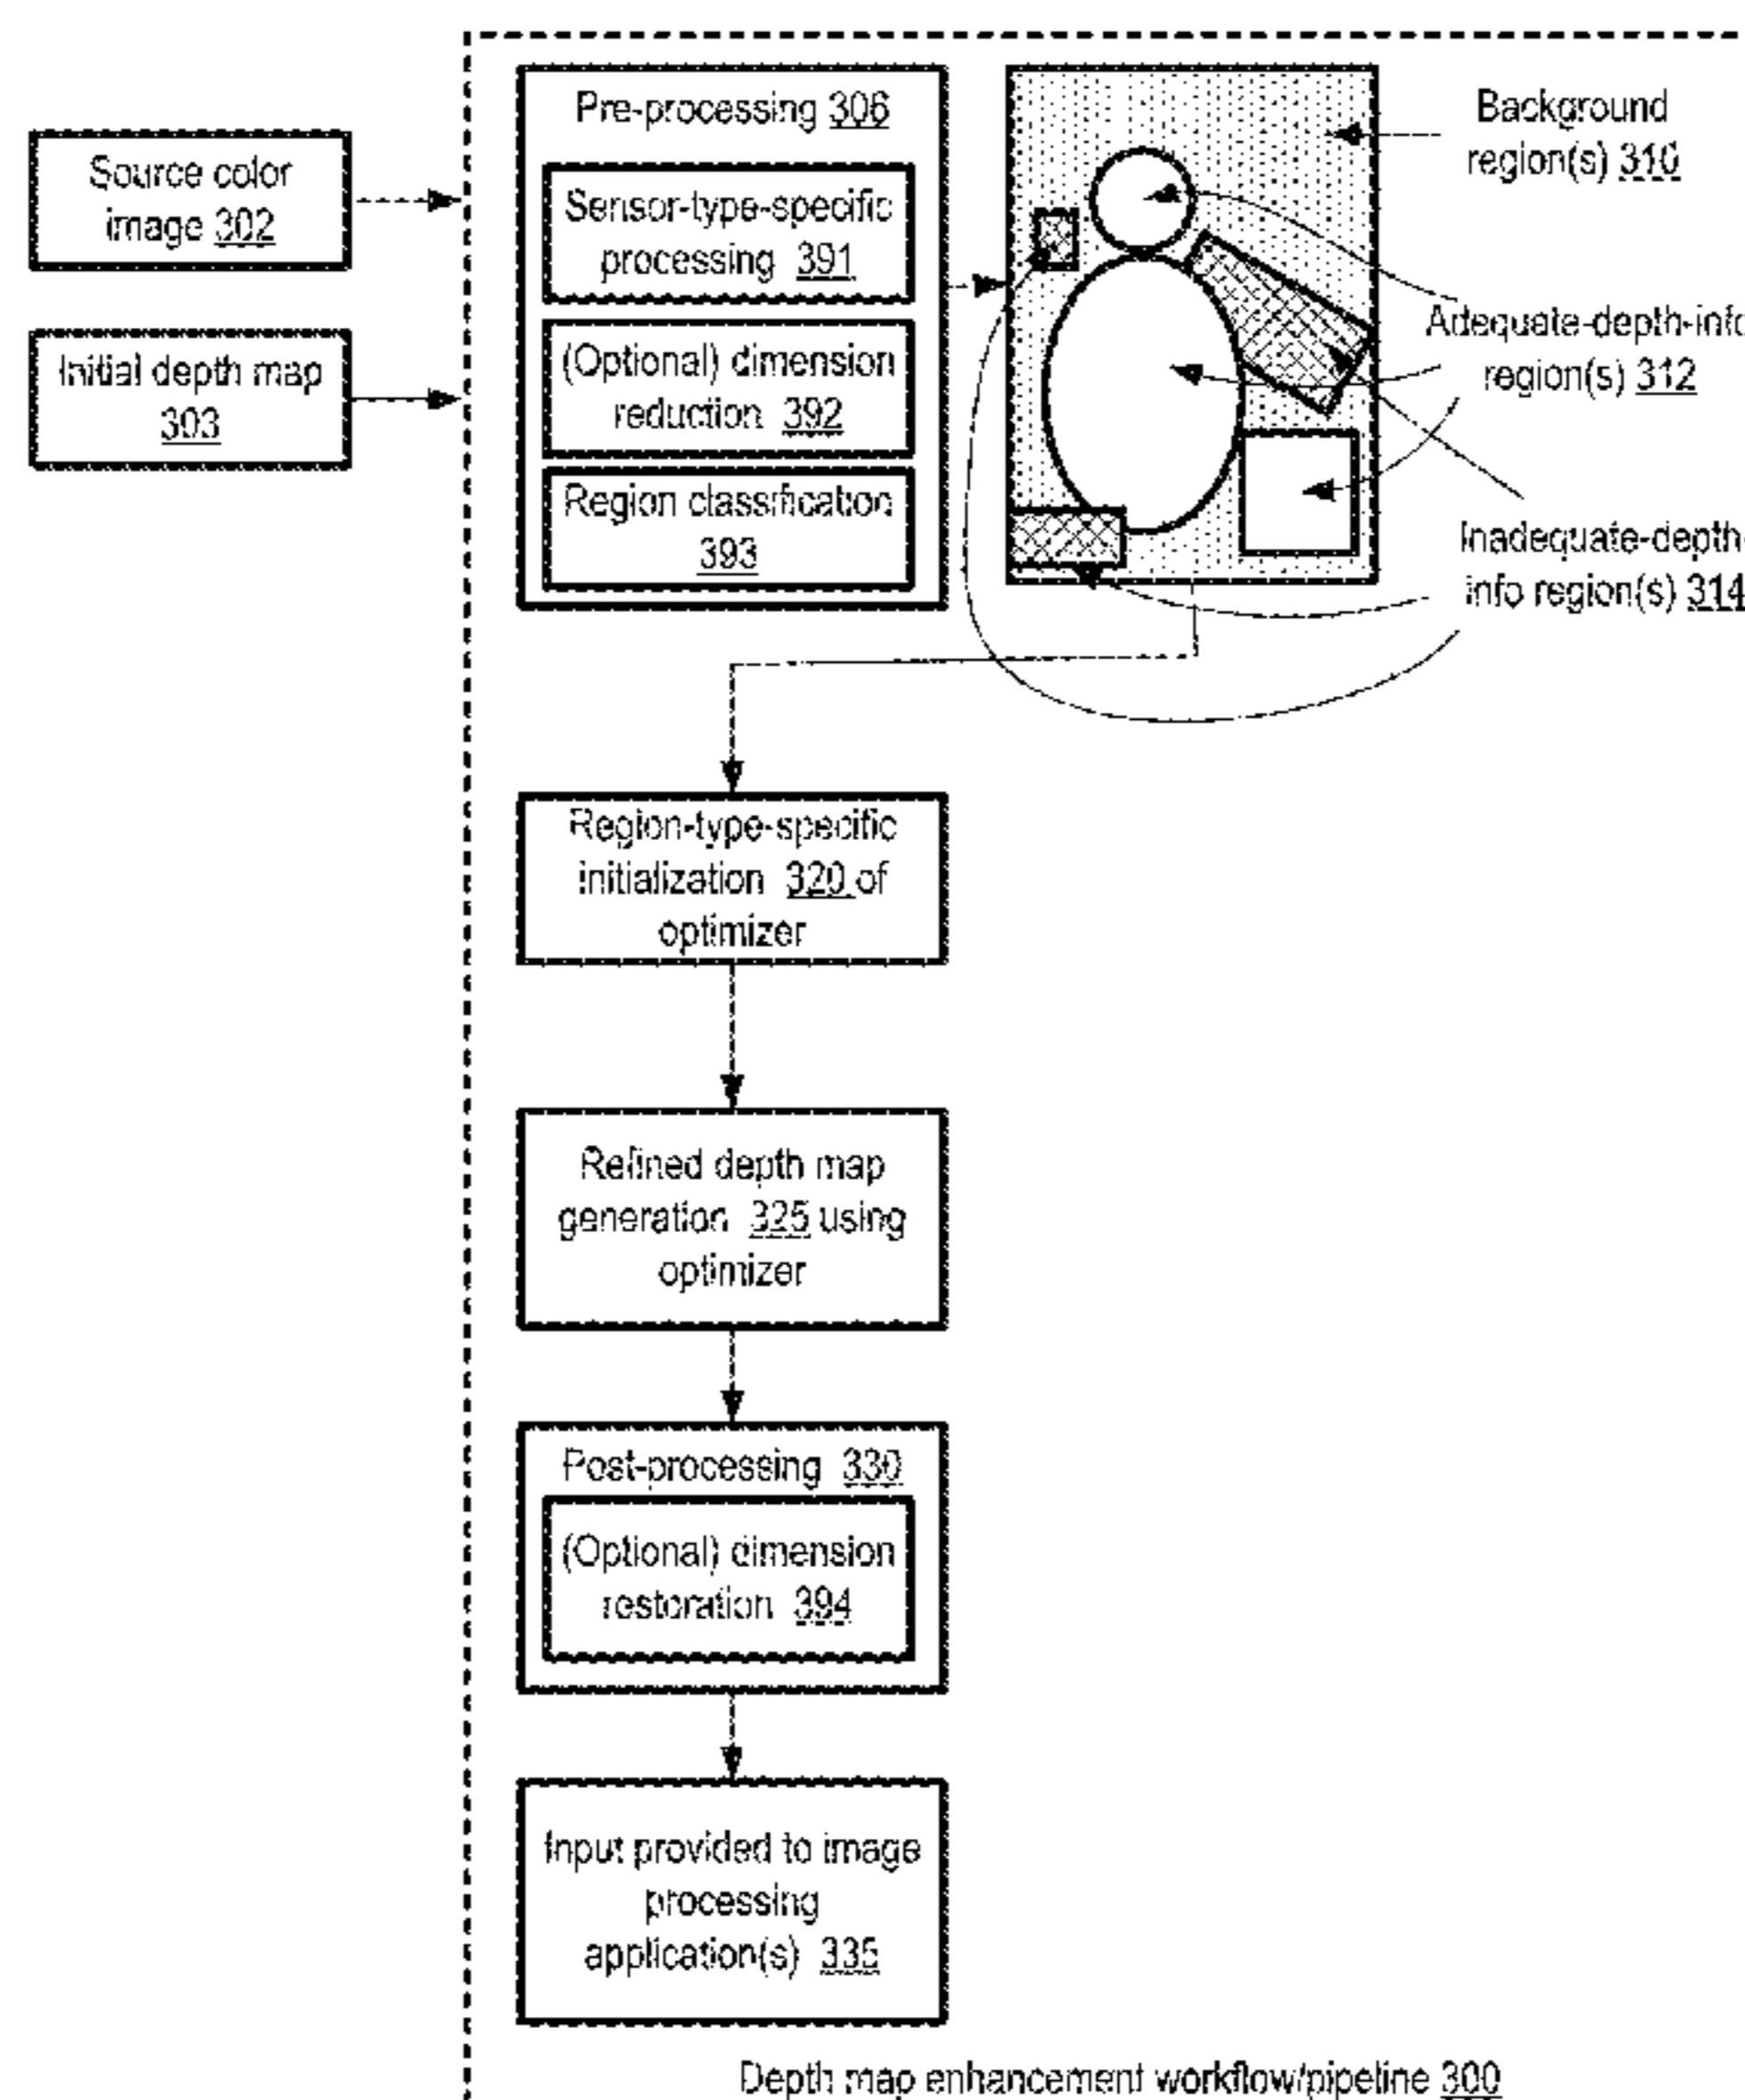 Source color
image 302
Initial depth map
303
Pre-processing 306
Sensor-type-specific
processing 391
(Optional) dimension
reduction 392
Region classification
393
Background
region(s) 310
Adequate-depth-info
region(s) 312
Inadequate-depth-
info region(s) 314
Region-type-specific
initialization 320 of
optimizer
Refined depth map
generation 325 using
optimizer
Post-processing 330
(Optional) dimension
restoration 394
Input provided to image
processing
application(s) 335
Depth map enhancement workflow/pipeline 300